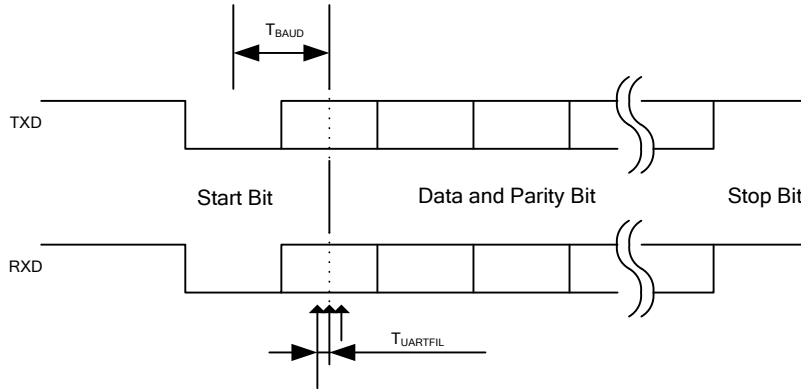 TBAUD
TXD
Start Bit
Data and Parity Bit
Stop Bit
RXD
TUARTFIL